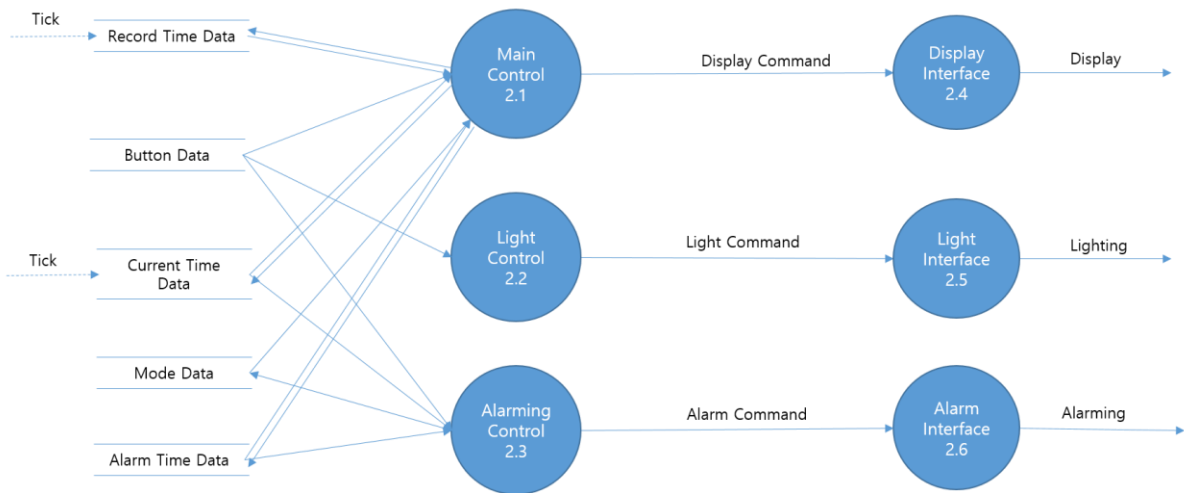 Tick
Record Time Data
Main
Control
2.1
Display Command
Display
Interface
2.4
Display
Button Data
Tick
Current Time
Data
Light
Control
2.2
Light Command
Light
Interface
2.5
Lighting
Mode Data
Alarm Time Data
Alarming
Control
2.3
Alarm Command
Alarm
Interface
2.6
Alarming